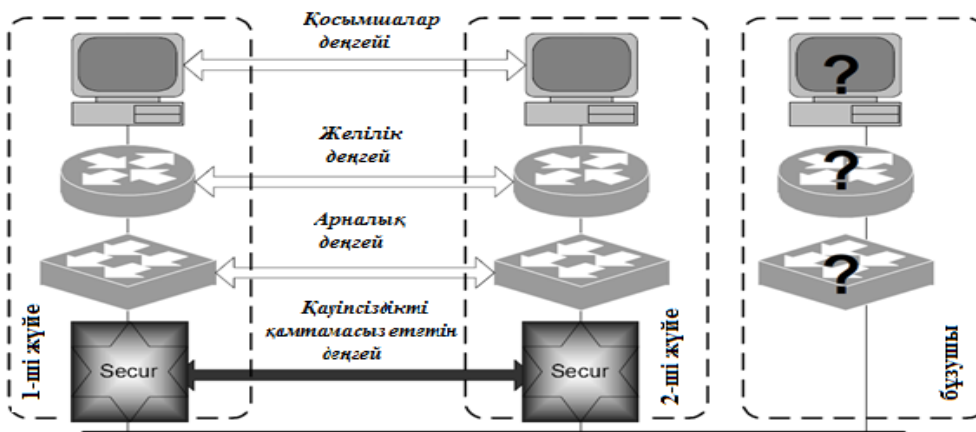 Қосымшалар
деңгейі
?
Желілік
деңгей
?
Арналық
деңгей
?
Қауіпсіздікті
қамтамасыз ететін
деңгей
Secur
Secur
1-ші жүйе
2-ші жүйе
бұзушы